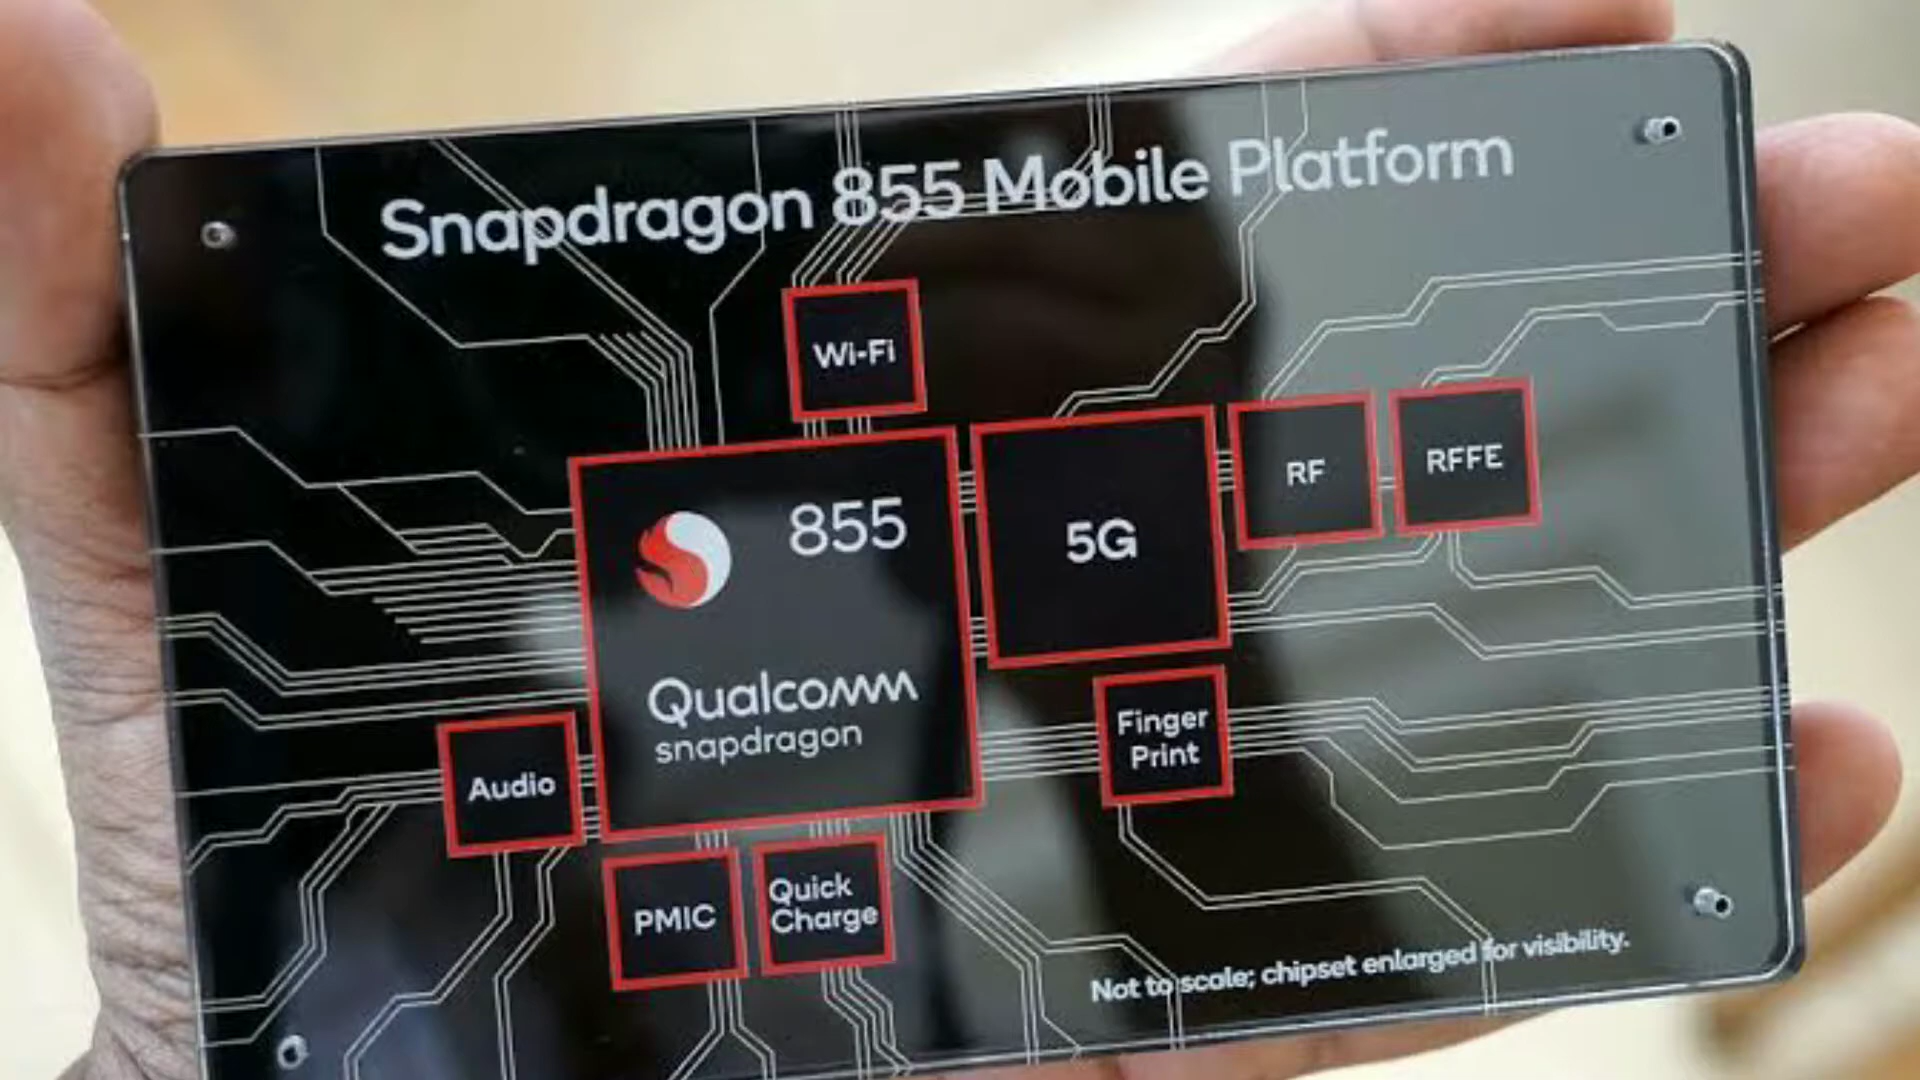 Snapdragon 855 Mobile Platform
Wi-Fi
855
Qualcomm
snapdragon
5G
RF
RFFE
Finger
Print
Audio
PMIC
Quick
Charge
Not to scale; chipset enlarged for visibility.